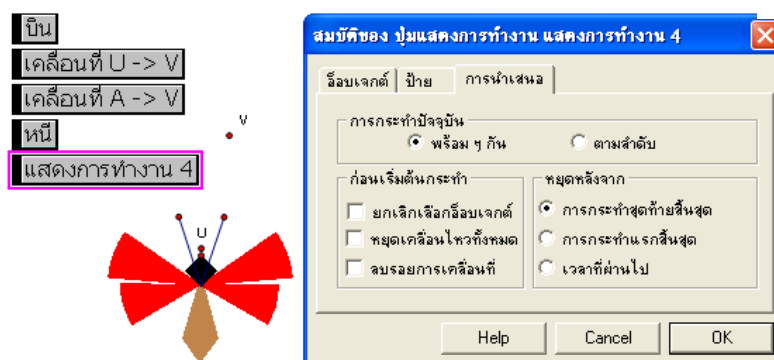 บิน
เคลื่อนที่ U -> V
เคลื่อนที่ A -> V
หนี
แสดงการทำงาน 4
V
U
สมบัติของ ปุ่มแสดงการทำงาน แสดงการทำงาน 4
อ็อบเจกต์ ป้าย การนำเสนอ
การกระทำปัจจุบัน
พร้อม ๆ กัน ตามลำดับ
ก่อนเริ่มต้นกระทำ หยุดหลังจาก
ยกเลิกเลือกอ็อบเจกต์ การกระทำสุดท้ายสิ้นสุด
หยุดเคลื่อนไหวทั้งหมด การกระทำแรกสิ้นสุด
ลบรอยการเคลื่อนที่ เวลาที่ผ่านไป
Help Cancel OK